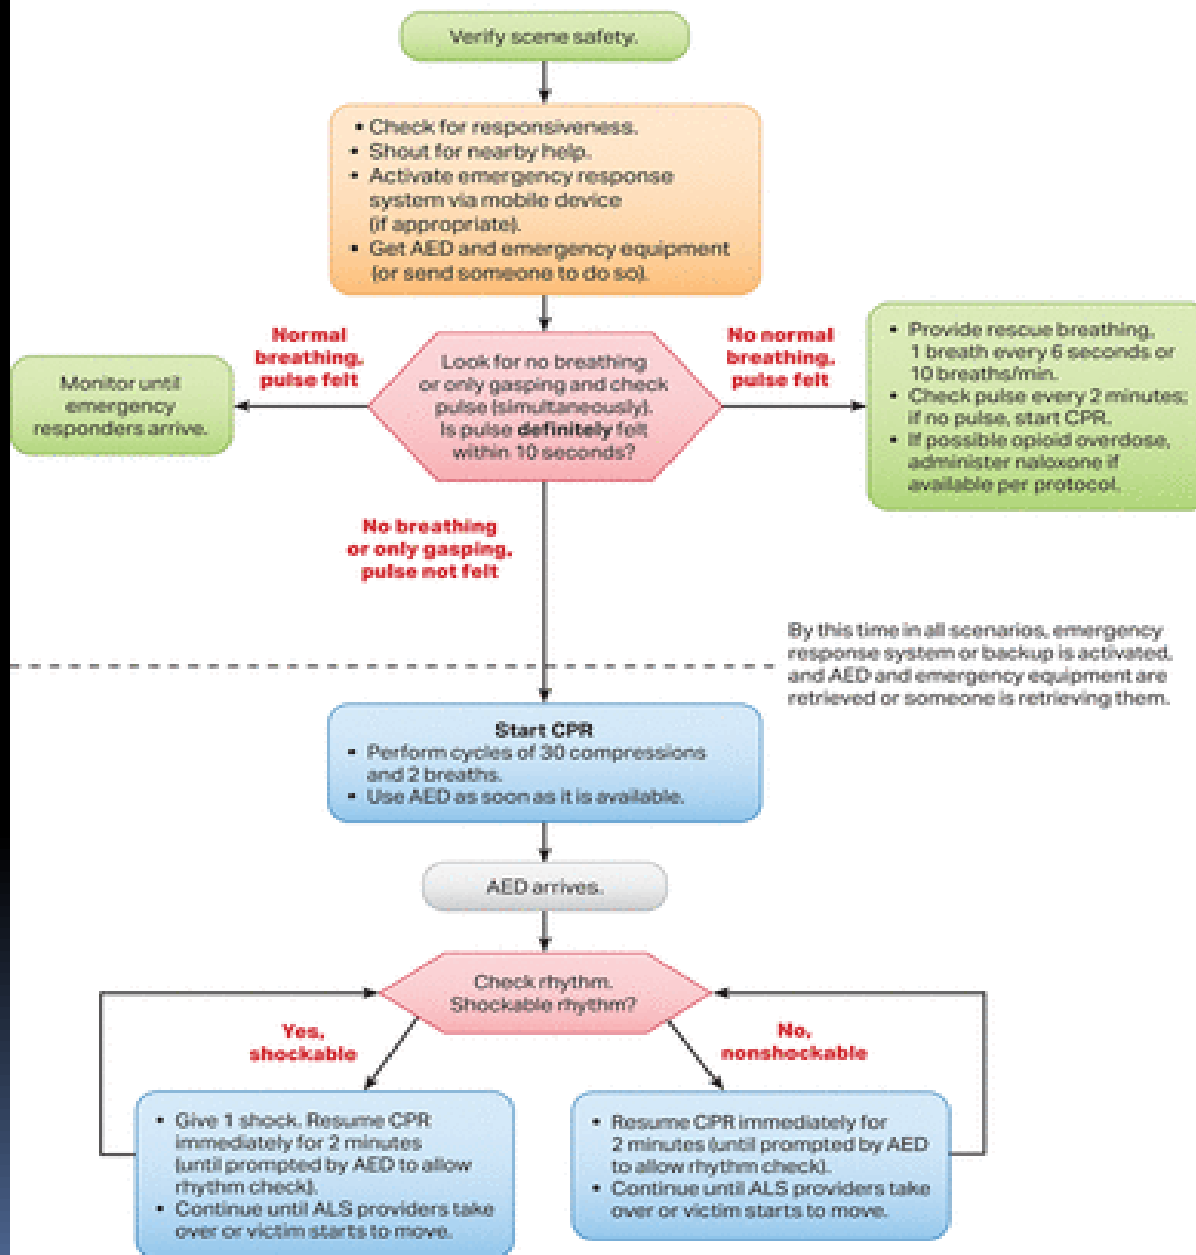 Verify scene safety.
• Check for responsiveness.
• Shout for nearby help.
• Activate emergency response
system via mobile device
(if appropriate).
• Get AED and emergency equipment
(or send someone to do so).
Normal
breathing,
pulse felt
Monitor until
emergency
responders arrive.
Look for no breathing
or only gasping and check
pulse (simultaneously).
Is pulse definitely felt
within 10 seconds?
No normal
breathing,
pulse felt
• Provide rescue breathing,
1 breath every 6 seconds or
10 breaths/min.
• Check pulse every 2 minutes;
if no pulse, start CPR.
• If possible opioid overdose,
administer naloxone if
available per protocol.
No breathing
or only gasping,
pulse not felt
By this time in all scenarios, emergency
response system or backup is activated,
and AED and emergency equipment are
retrieved or someone is retrieving them.
Start CPR
• Perform cycles of 30 compressions
and 2 breaths.
• Use AED as soon as it is available.
AED arrives.
Check rhythm.
Shockable rhythm?
Yes,
shockable
No,
nonshockable
• Give 1 shock. Resume CPR
immediately for 2 minutes
(until prompted by AED to allow
rhythm check).
• Continue until ALS providers take
over or victim starts to move.
• Resume CPR immediately for
2 minutes (until prompted by AED
to allow rhythm check).
• Continue until ALS providers take
over or victim starts to move.